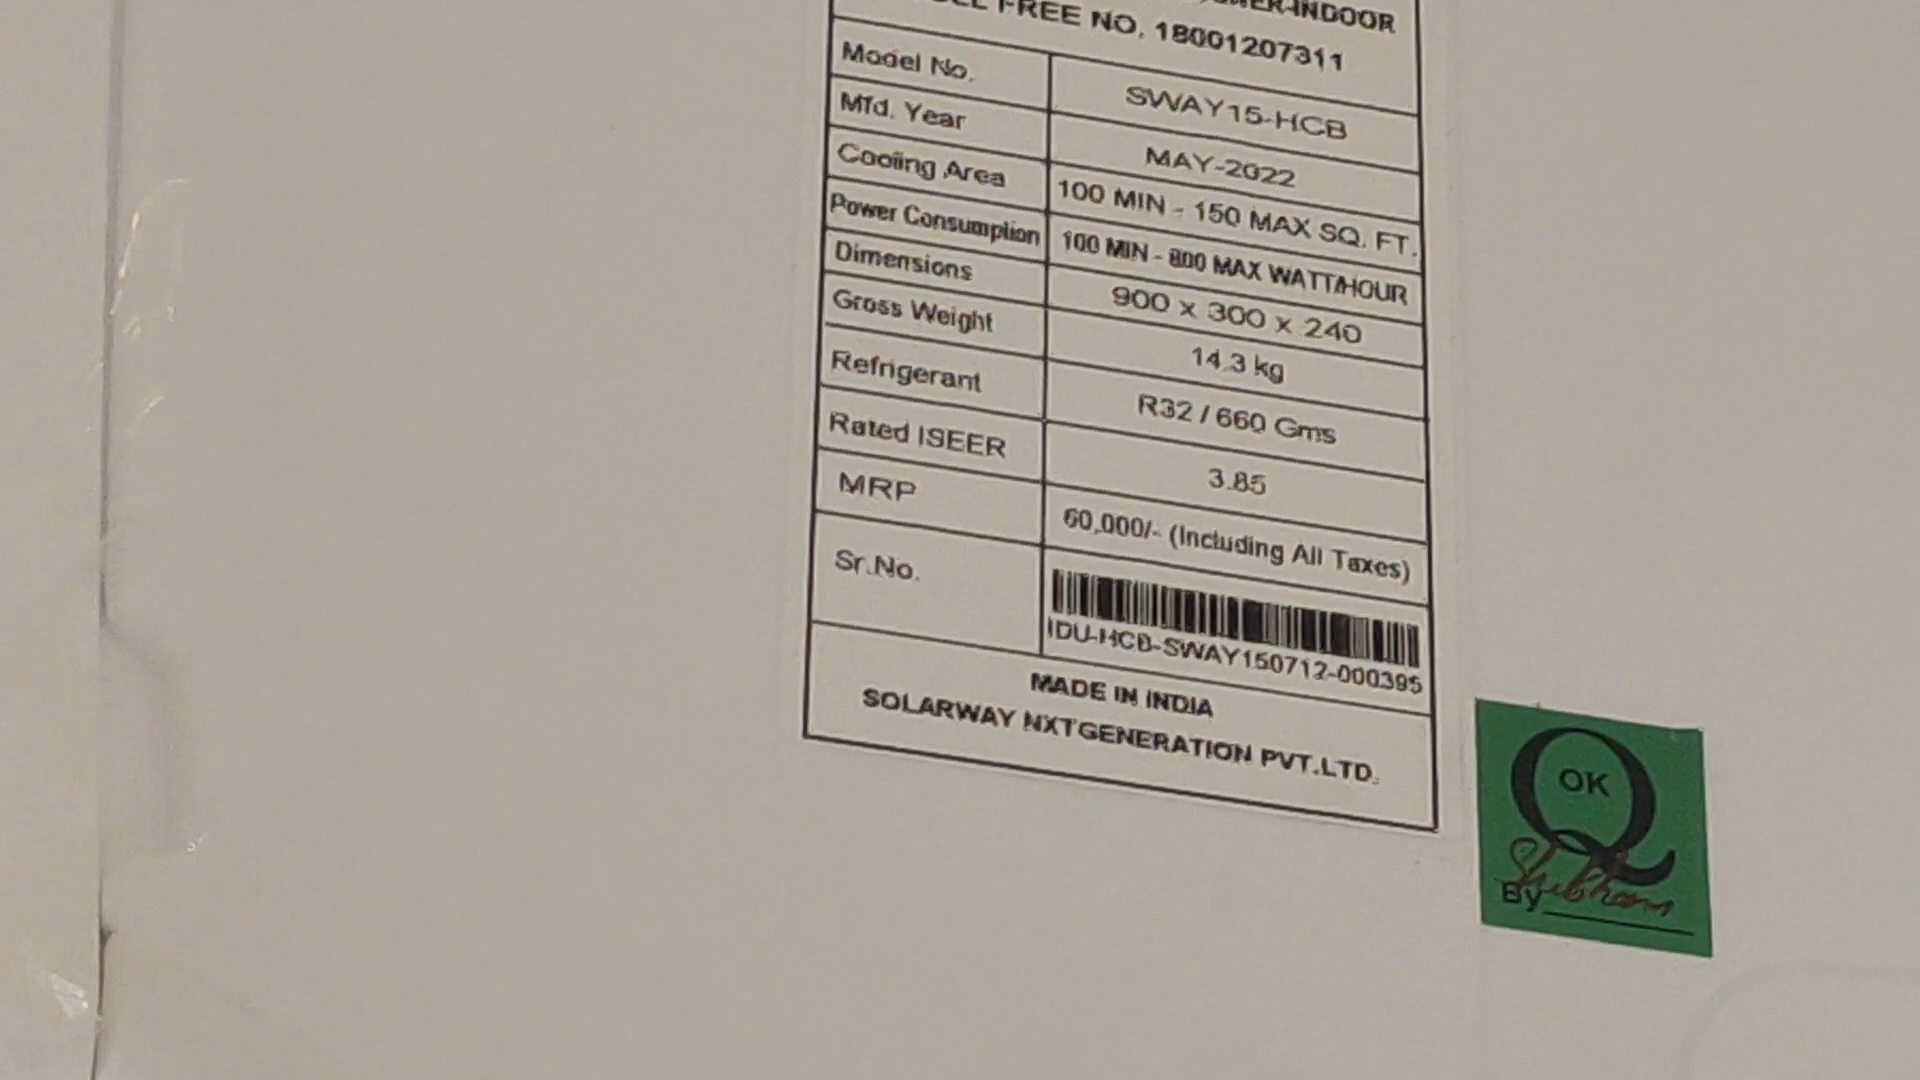 INDOOR
FREE NO. 18001207311
Model No. SWAY15-HCB
Mfd. Year MAY-2022
Cooling Area 100 MIN - 150 MAX SQ. FT.
Power Consumption 100 MIN - 800 MAX WATT/HOUR
Dimensions 900 x 300 x 240
Gross Weight 14.3 kg
Refrigerant R32 / 660 Gms
Rated ISEER 3.85
MRP 60,000/- (Including All Taxes)
Sr.No. IDU-HCB-SWAY150712-000395
MADE IN INDIA
SOLARWAY NXTGENERATION PVT.LTD.
Q
OK
Shubham
By